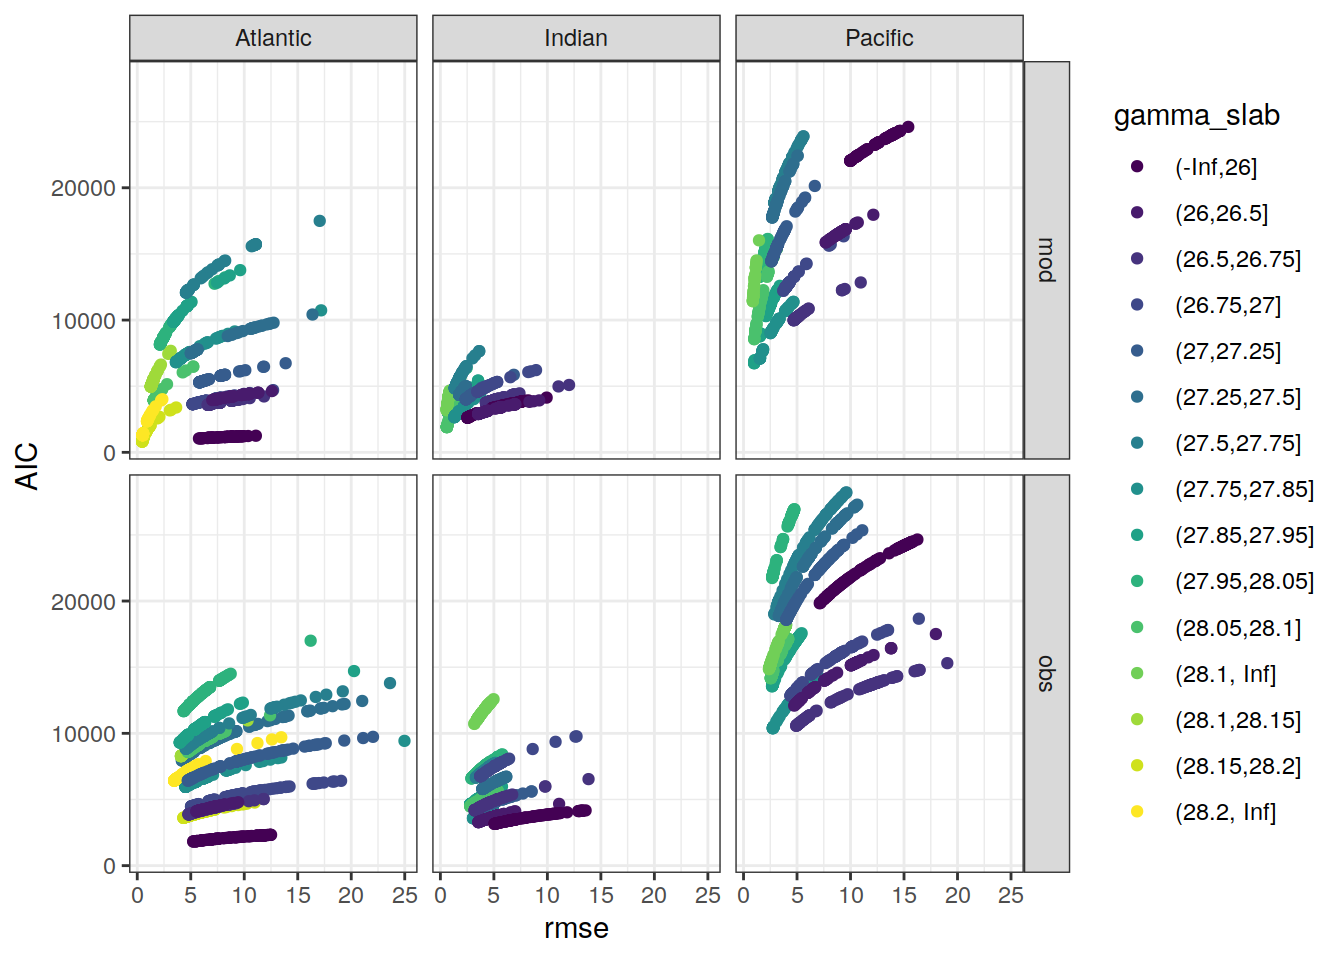 Atlantic
Indian
Pacific
mod
obs
20000
10000
0
20000
10000
0
AIC
0 5 10 15 20 25
0 5 10 15 20 25
0 5 10 15 20 25
rmse
gamma_slab
(-Inf,26]
(26,26.5]
(26.5,26.75]
(26.75,27]
(27,27.25]
(27.25,27.5]
(27.5,27.75]
(27.75,27.85]
(27.85,27.95]
(27.95,28.05]
(28.05,28.1]
(28.1, Inf]
(28.1,28.15]
(28.15,28.2]
(28.2, Inf]